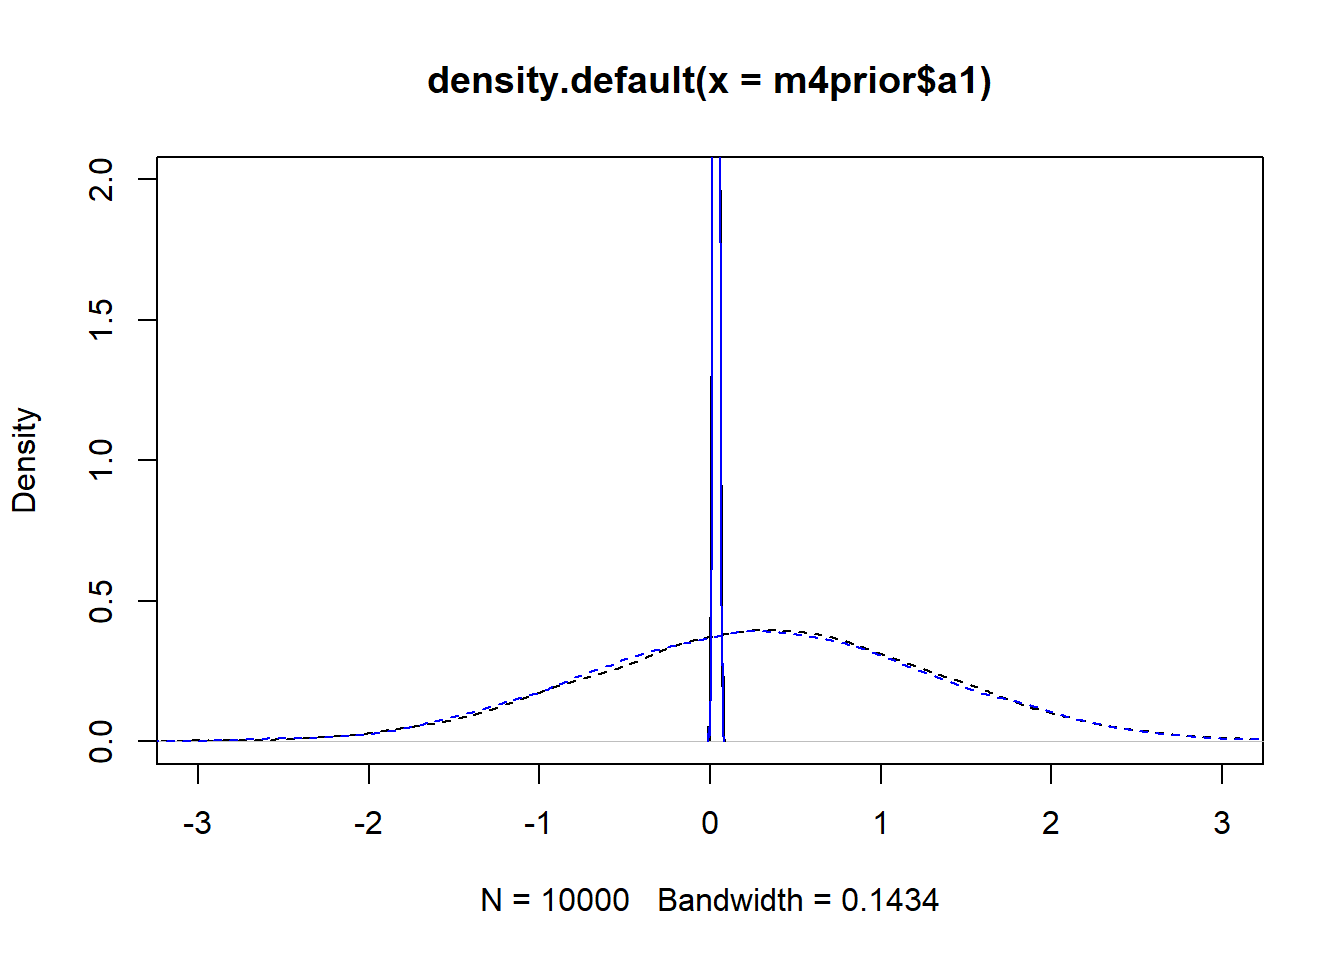 density.default(x = m4prior$a1)
2.0
1.5
1.0
0.5
0.0
Density
-3 -2 -1 0 1 2 3
N = 10000 Bandwidth = 0.1434